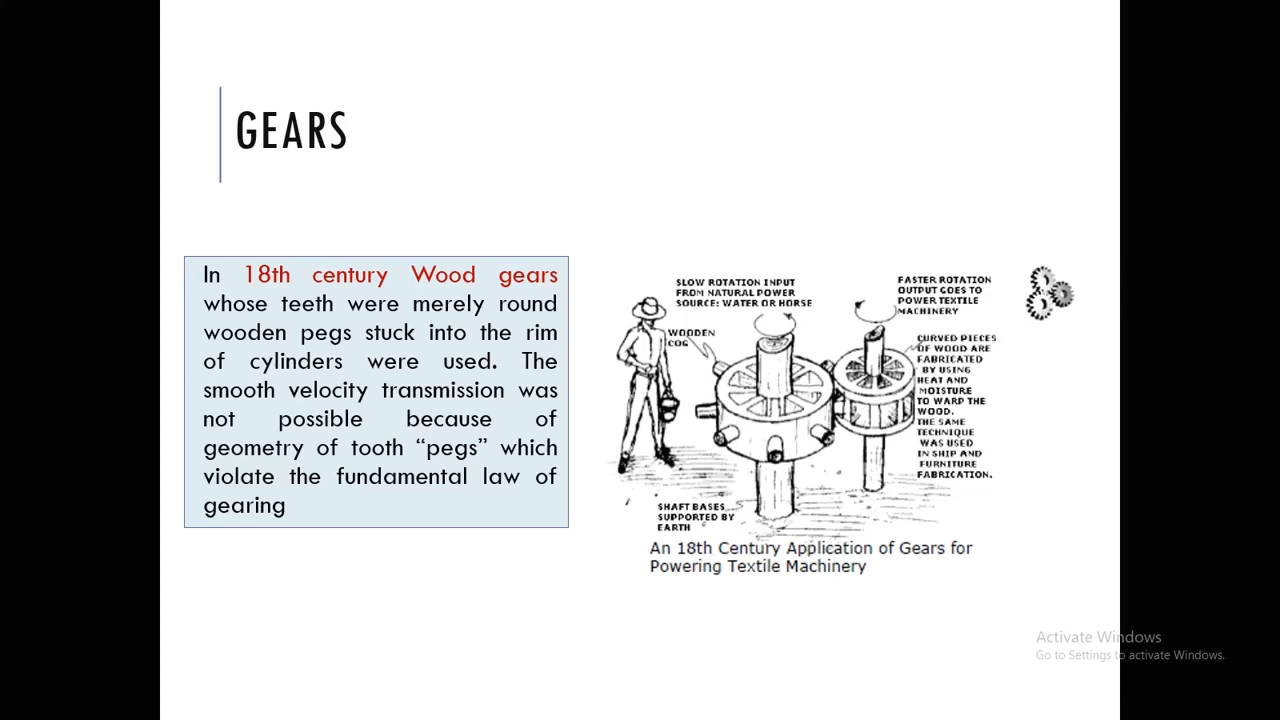 GEARS
In 18th century Wood gears
whose teeth were merely round
wooden pegs stuck into the rim
of cylinders were used. The
smooth velocity transmission was
not possible because of
geometry of tooth “pegs” which
violate the fundamental law of
gearing
SLOW ROTATION INPUT
FROM NATURAL POWER
SOURCE: WATER OR HORSE
FASTER ROTATION
OUTPUT GOES TO
POWER TEXTILE
MACHINERY
WOODEN
COG
CURVED PIECES
OF WOOD ARE
FABRICATED
BY USING
HEAT AND
MOISTURE
TO WARP THE
WOOD.
THE SAME
TECHNIQUE
WAS USED
IN SHIP AND
FURNITURE
FABRICATION.
SHAFT BASES
SUPPORTED BY
EARTH
An 18th Century Application of Gears for
Powering Textile Machinery
Activate Windows
Go to Settings to activate Windows.